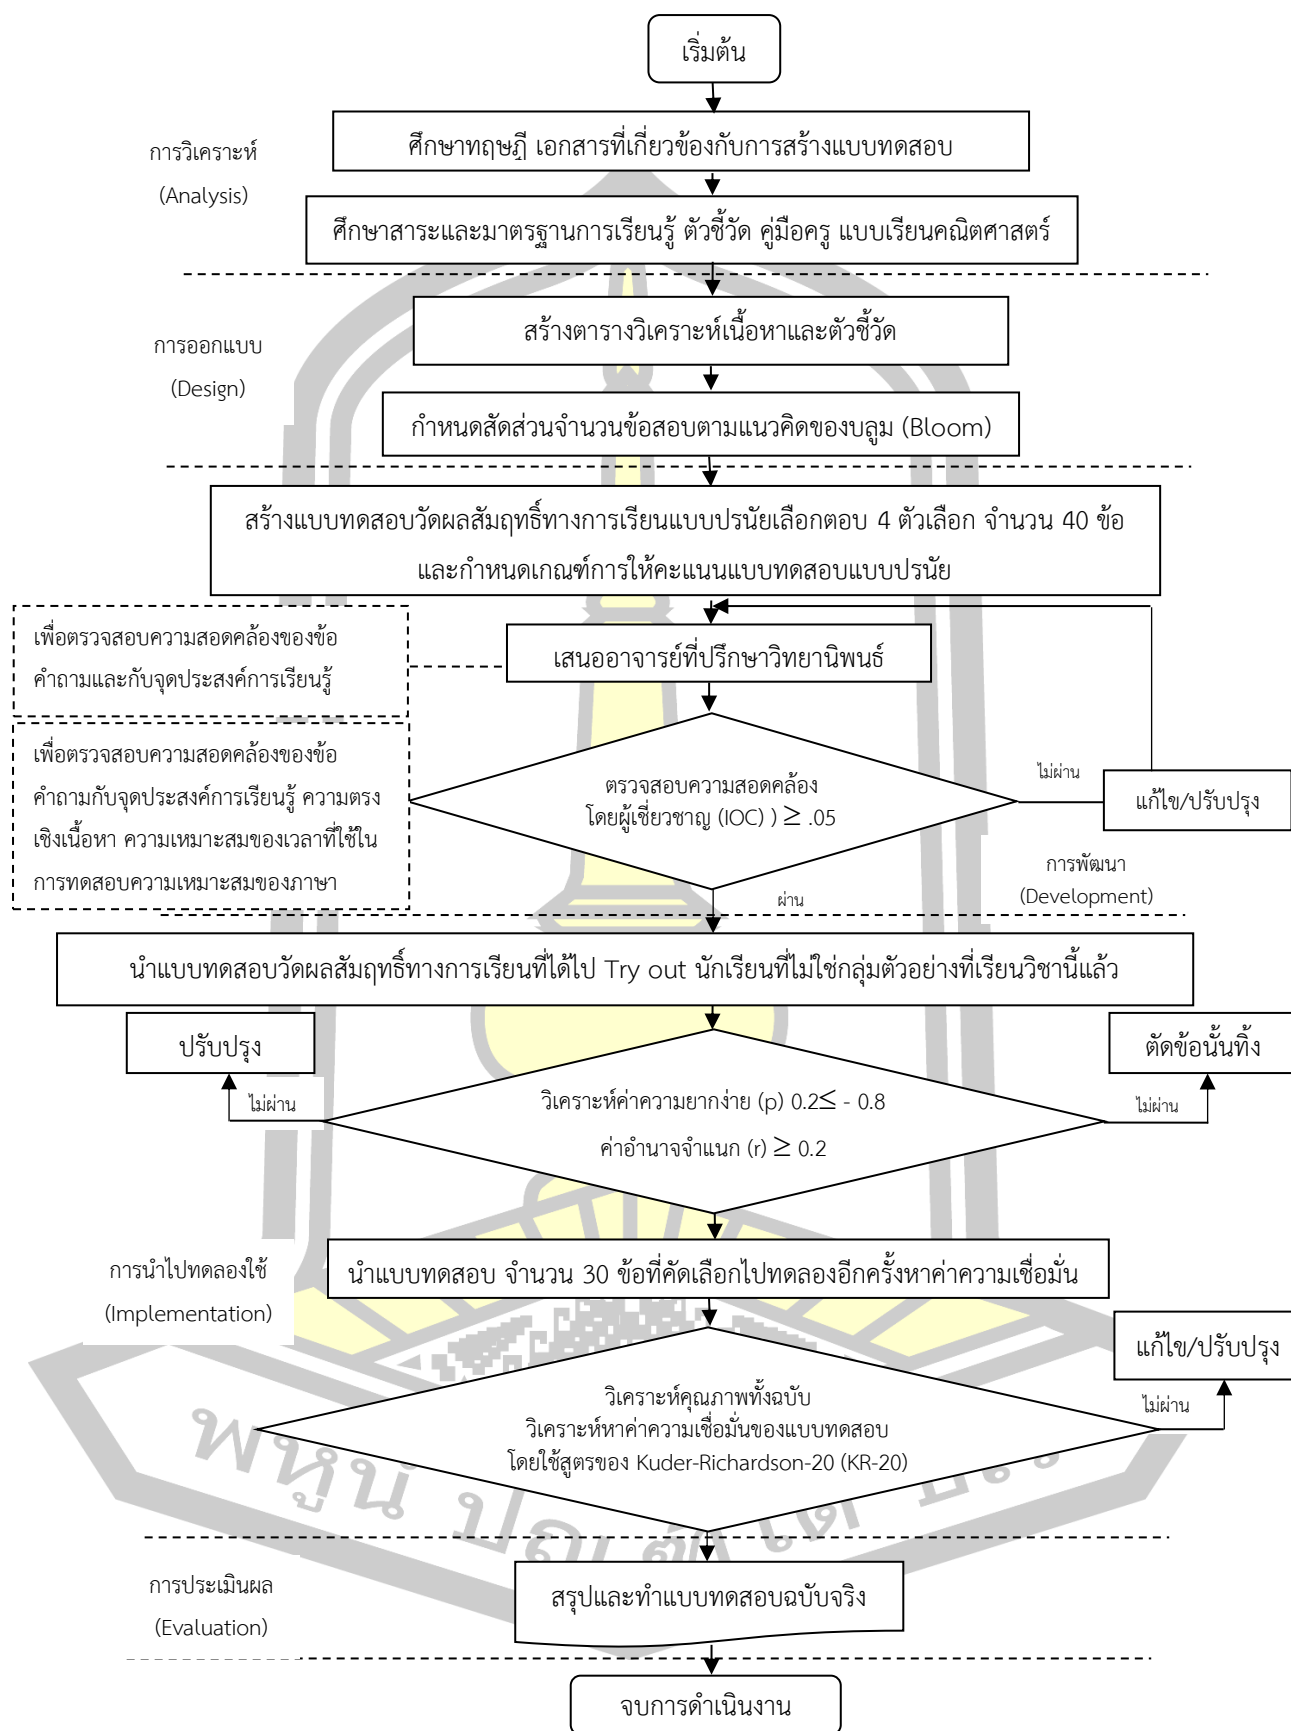 เริ่มต้น
การวิเคราะห์
(Analysis)
ศึกษาทฤษฎี เอกสารที่เกี่ยวข้องกับการสร้างแบบทดสอบ
ศึกษาสาระและมาตรฐานการเรียนรู้ ตัวชี้วัด คู่มือครู แบบเรียนคณิตศาสตร์
การออกแบบ
(Design)
สร้างตารางวิเคราะห์เนื้อหาและตัวชี้วัด
กำหนดสัดส่วนจำนวนข้อสอบตามแนวคิดของบลูม (Bloom)
สร้างแบบทดสอบวัดผลสัมฤทธิ์ทางการเรียนแบบปรนัยเลือกตอบ 4 ตัวเลือก จำนวน 40 ข้อ
และกำหนดเกณฑ์การให้คะแนนแบบทดสอบแบบปรนัย
เพื่อตรวจสอบความสอดคล้องของข้อ
คำถามและกับจุดประสงค์การเรียนรู้
เสนออาจารย์ที่ปรึกษาวิทยานิพนธ์
เพื่อตรวจสอบความสอดคล้องของข้อ
คำถามกับจุดประสงค์การเรียนรู้ ความตรง
เชิงเนื้อหา ความเหมาะสมของเวลาที่ใช้ใน
การทดสอบความเหมาะสมของภาษา
ตรวจสอบความสอดคล้อง
โดยผู้เชี่ยวชาญ (IOC) ) ≥ .05
ไม่ผ่าน
แก้ไข/ปรับปรุง
การพัฒนา
(Development)
ผ่าน
นำแบบทดสอบวัดผลสัมฤทธิ์ทางการเรียนที่ได้ไป Try out นักเรียนที่ไม่ใช่กลุ่มตัวอย่างที่เรียนวิชานี้แล้ว
ปรับปรุง
ตัดข้อนั้นทิ้ง
ไม่ผ่าน
วิเคราะห์ค่าความยากง่าย (p) 0.2≤ - 0.8
ค่าอำนาจจำแนก (r) ≥ 0.2
ไม่ผ่าน
การนำไปทดลองใช้
(Implementation)
นำแบบทดสอบ จำนวน 30 ข้อที่คัดเลือกไปทดลองอีกครั้งหาค่าความเชื่อมั่น
แก้ไข/ปรับปรุง
ไม่ผ่าน
วิเคราะห์คุณภาพทั้งฉบับ
วิเคราะห์หาค่าความเชื่อมั่นของแบบทดสอบ
โดยใช้สูตรของ Kuder-Richardson-20 (KR-20)
พหูน
การประเมินผล
(Evaluation)
สรุปและทำแบบทดสอบฉบับจริง
จบการดำเนินงาน